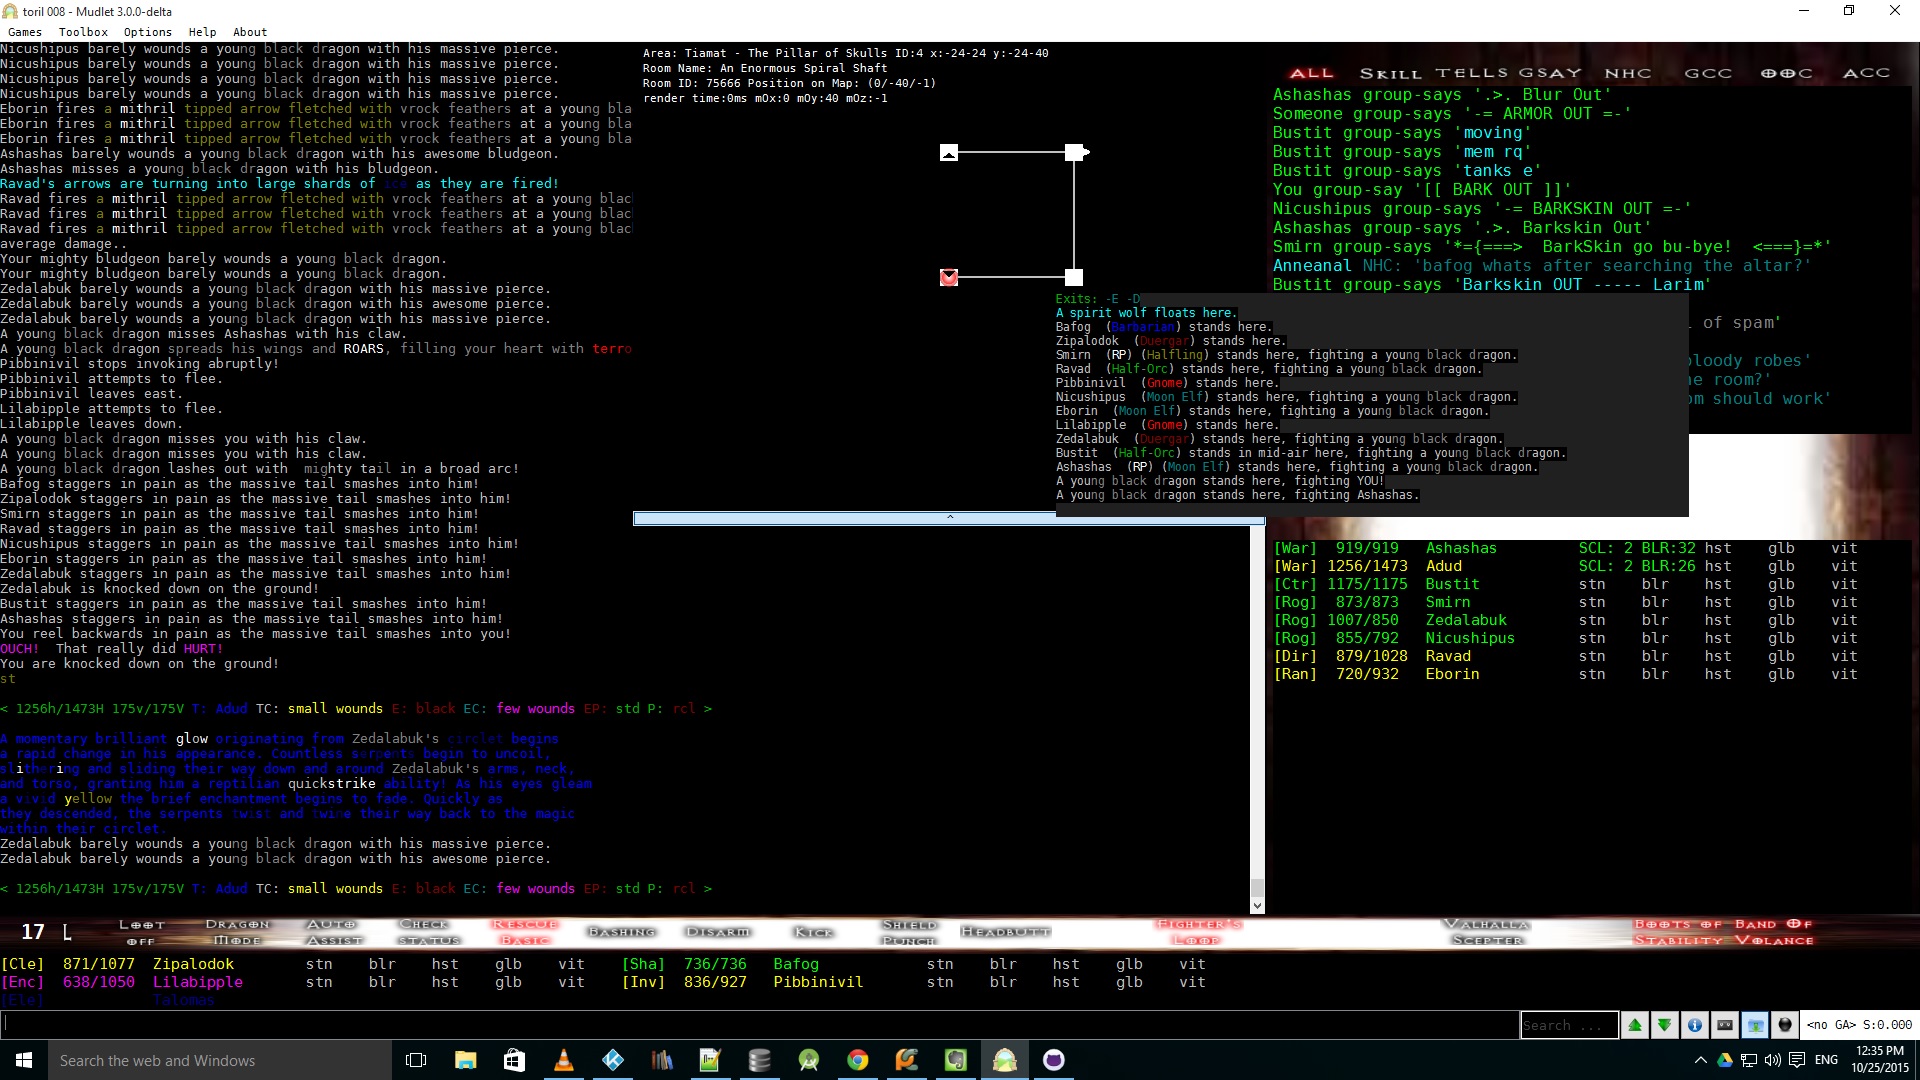 toril 008 - Mudlet 3.0.0-delta
Games Toolbox Options Help About
Nicushipus barely wounds a young black dragon with his massive pierce.
Nicushipus barely wounds a young black dragon with his massive pierce.
Nicushipus barely wounds a young black dragon with his massive pierce.
Nicushipus barely wounds a young black dragon with his massive pierce.
Eborin fires a mithril tipped arrow fletched with vrock feathers at a young bla
Eborin fires a mithril tipped arrow fletched with vrock feathers at a young bla
Eborin fires a mithril tipped arrow fletched with vrock feathers at a young bla
Ashashas barely wounds a young black dragon with his awesome bludgeon.
Ashashas misses a young black dragon with his bludgeon.
Ravad's arrows are turning into large shards of ice as they are fired!
Ravad fires a mithril tipped arrow fletched with vrock feathers at a young blac
Ravad fires a mithril tipped arrow fletched with vrock feathers at a young blac
Ravad fires a mithril tipped arrow fletched with vrock feathers at a young blac
average damage..
Your mighty bludgeon barely wounds a young black dragon.
Your mighty bludgeon barely wounds a young black dragon.
Zedalabuk barely wounds a young black dragon with his massive pierce.
Zedalabuk barely wounds a young black dragon with his awesome pierce.
Zedalabuk barely wounds a young black dragon with his massive pierce.
A young black dragon misses Ashashas with his claw.
A young black dragon spreads his wings and ROARS, filling your heart with terro
Pibbinivil stops invoking abruptly!
Pibbinivil attempts to flee.
Pibbinivil leaves east.
Lilabipple attempts to flee.
Lilabipple leaves down.
A young black dragon misses you with his claw.
A young black dragon misses you with his claw.
A young black dragon lashes out with  mighty tail in a broad arc!
Bafog staggers in pain as the massive tail smashes into him!
Zipalodok staggers in pain as the massive tail smashes into him!
Smirn staggers in pain as the massive tail smashes into him!
Ravad staggers in pain as the massive tail smashes into him!
Nicushipus staggers in pain as the massive tail smashes into him!
Eborin staggers in pain as the massive tail smashes into him!
Zedalabuk staggers in pain as the massive tail smashes into him!
Zedalabuk is knocked down on the ground!
Bustit staggers in pain as the massive tail smashes into him!
Ashashas staggers in pain as the massive tail smashes into him!
You reel backwards in pain as the massive tail smashes into you!
OUCH!  That really did HURT!
You are knocked down on the ground!
st
< 1256h/1473H 175v/175V T: Adud TC: small wounds E: black EC: few wounds EP: std P: rcl >
A momentary brilliant glow originating from Zedalabuk's circlet begins
a rapid change in his appearance. Countless serpents begin to uncoil,
slithering and sliding their way down and around Zedalabuk's arms, neck,
and torso, granting him a reptilian quickstrike ability! As his eyes gleam
a vivid yellow the brief enchantment begins to fade. Quickly as
they descended, the serpents twist and twine their way back to the magic
within their circlet.
Zedalabuk barely wounds a young black dragon with his massive pierce.
Zedalabuk barely wounds a young black dragon with his awesome pierce.
< 1256h/1473H 175v/175V T: Adud TC: small wounds E: black EC: few wounds EP: std P: rcl >
Area: Tiamat - The Pillar of Skulls ID:4 x:-24-24 y:-24-40
Room Name: An Enormous Spiral Shaft
Room ID: 75666 Position on Map: (0/-40/-1)
render time:0ms mOx:0 mOy:40 mOz:-1
Exits: -E -D
A spirit wolf floats here.
Bafog (Barbarian) stands here.
Zipalodok (Duergar) stands here.
Smirn (RP) (Halfling) stands here, fighting a young black dragon.
Ravad (Half-Orc) stands here, fighting a young black dragon.
Pibbinivil (Gnome) stands here.
Nicushipus (Moon Elf) stands here, fighting a young black dragon.
Eborin (Moon Elf) stands here, fighting a young black dragon.
Lilabipple (Gnome) stands here.
Zedalabuk (Duergar) stands here, fighting a young black dragon.
Bustit (Half-Orc) stands in mid-air here, fighting a young black dragon.
Ashashas (RP) (Moon Elf) stands here, fighting a young black dragon.
A young black dragon stands here, fighting YOU!
A young black dragon stands here, fighting Ashashas.
ALL SKILL TELLS GSAY NHC GCC OOC ACC
Ashashas group-says '.>. Blur Out'
Someone group-says '-= ARMOR OUT =-'
Bustit group-says 'moving'
Bustit group-says 'mem rq'
Bustit group-says 'tanks e'
You group-say '[[ BARK OUT ]]'
Nicushipus group-says '-= BARKSKIN OUT =-'
Ashashas group-says '.>. Barkskin Out'
Smirn group-says '*={===>  BarkSkin go bu-bye!  <===}=*'
Anneanal NHC: 'bafog whats after searching the altar?'
Bustit group-says 'Barkskin OUT ----- Larim'
l of spam'
bloody robes'
he room?'
om should work'
[War] 919/919 Ashashas SCL: 2 BLR:32 hst glb vit
[War] 1256/1473 Adud SCL: 2 BLR:26 hst glb vit
[Ctr] 1175/1175 Bustit stn blr hst glb vit
[Rog] 873/873 Smirn stn blr hst glb vit
[Rog] 1007/850 Zedalabuk stn blr hst glb vit
[Rog] 855/792 Nicushipus stn blr hst glb vit
[Dir] 879/1028 Ravad stn blr hst glb vit
[Ran] 720/932 Eborin stn blr hst glb vit
17 L LOOT OFF DRAGON MODE AUTO ASSIST CHECK STATUS RESCUE BASIC BASHING DISARM KICK SHIELD PUNCH HEADBUTT FIGHTER'S LOOP VALHALLA SCEPTER BOOTS OF STABILITY BAND OF VOLANCE
[Cle] 871/1077 Zipalodok stn blr hst glb vit [Sha] 736/736 Bafog stn blr hst glb vit
[Enc] 638/1050 Lilabipple stn blr hst glb vit [Inv] 836/927 Pibbinivil stn blr hst glb vit
[Ele] Talomas
Search ... <no GA> S:0.000
Search the web and Windows ENG 12:35 PM
10/25/2015